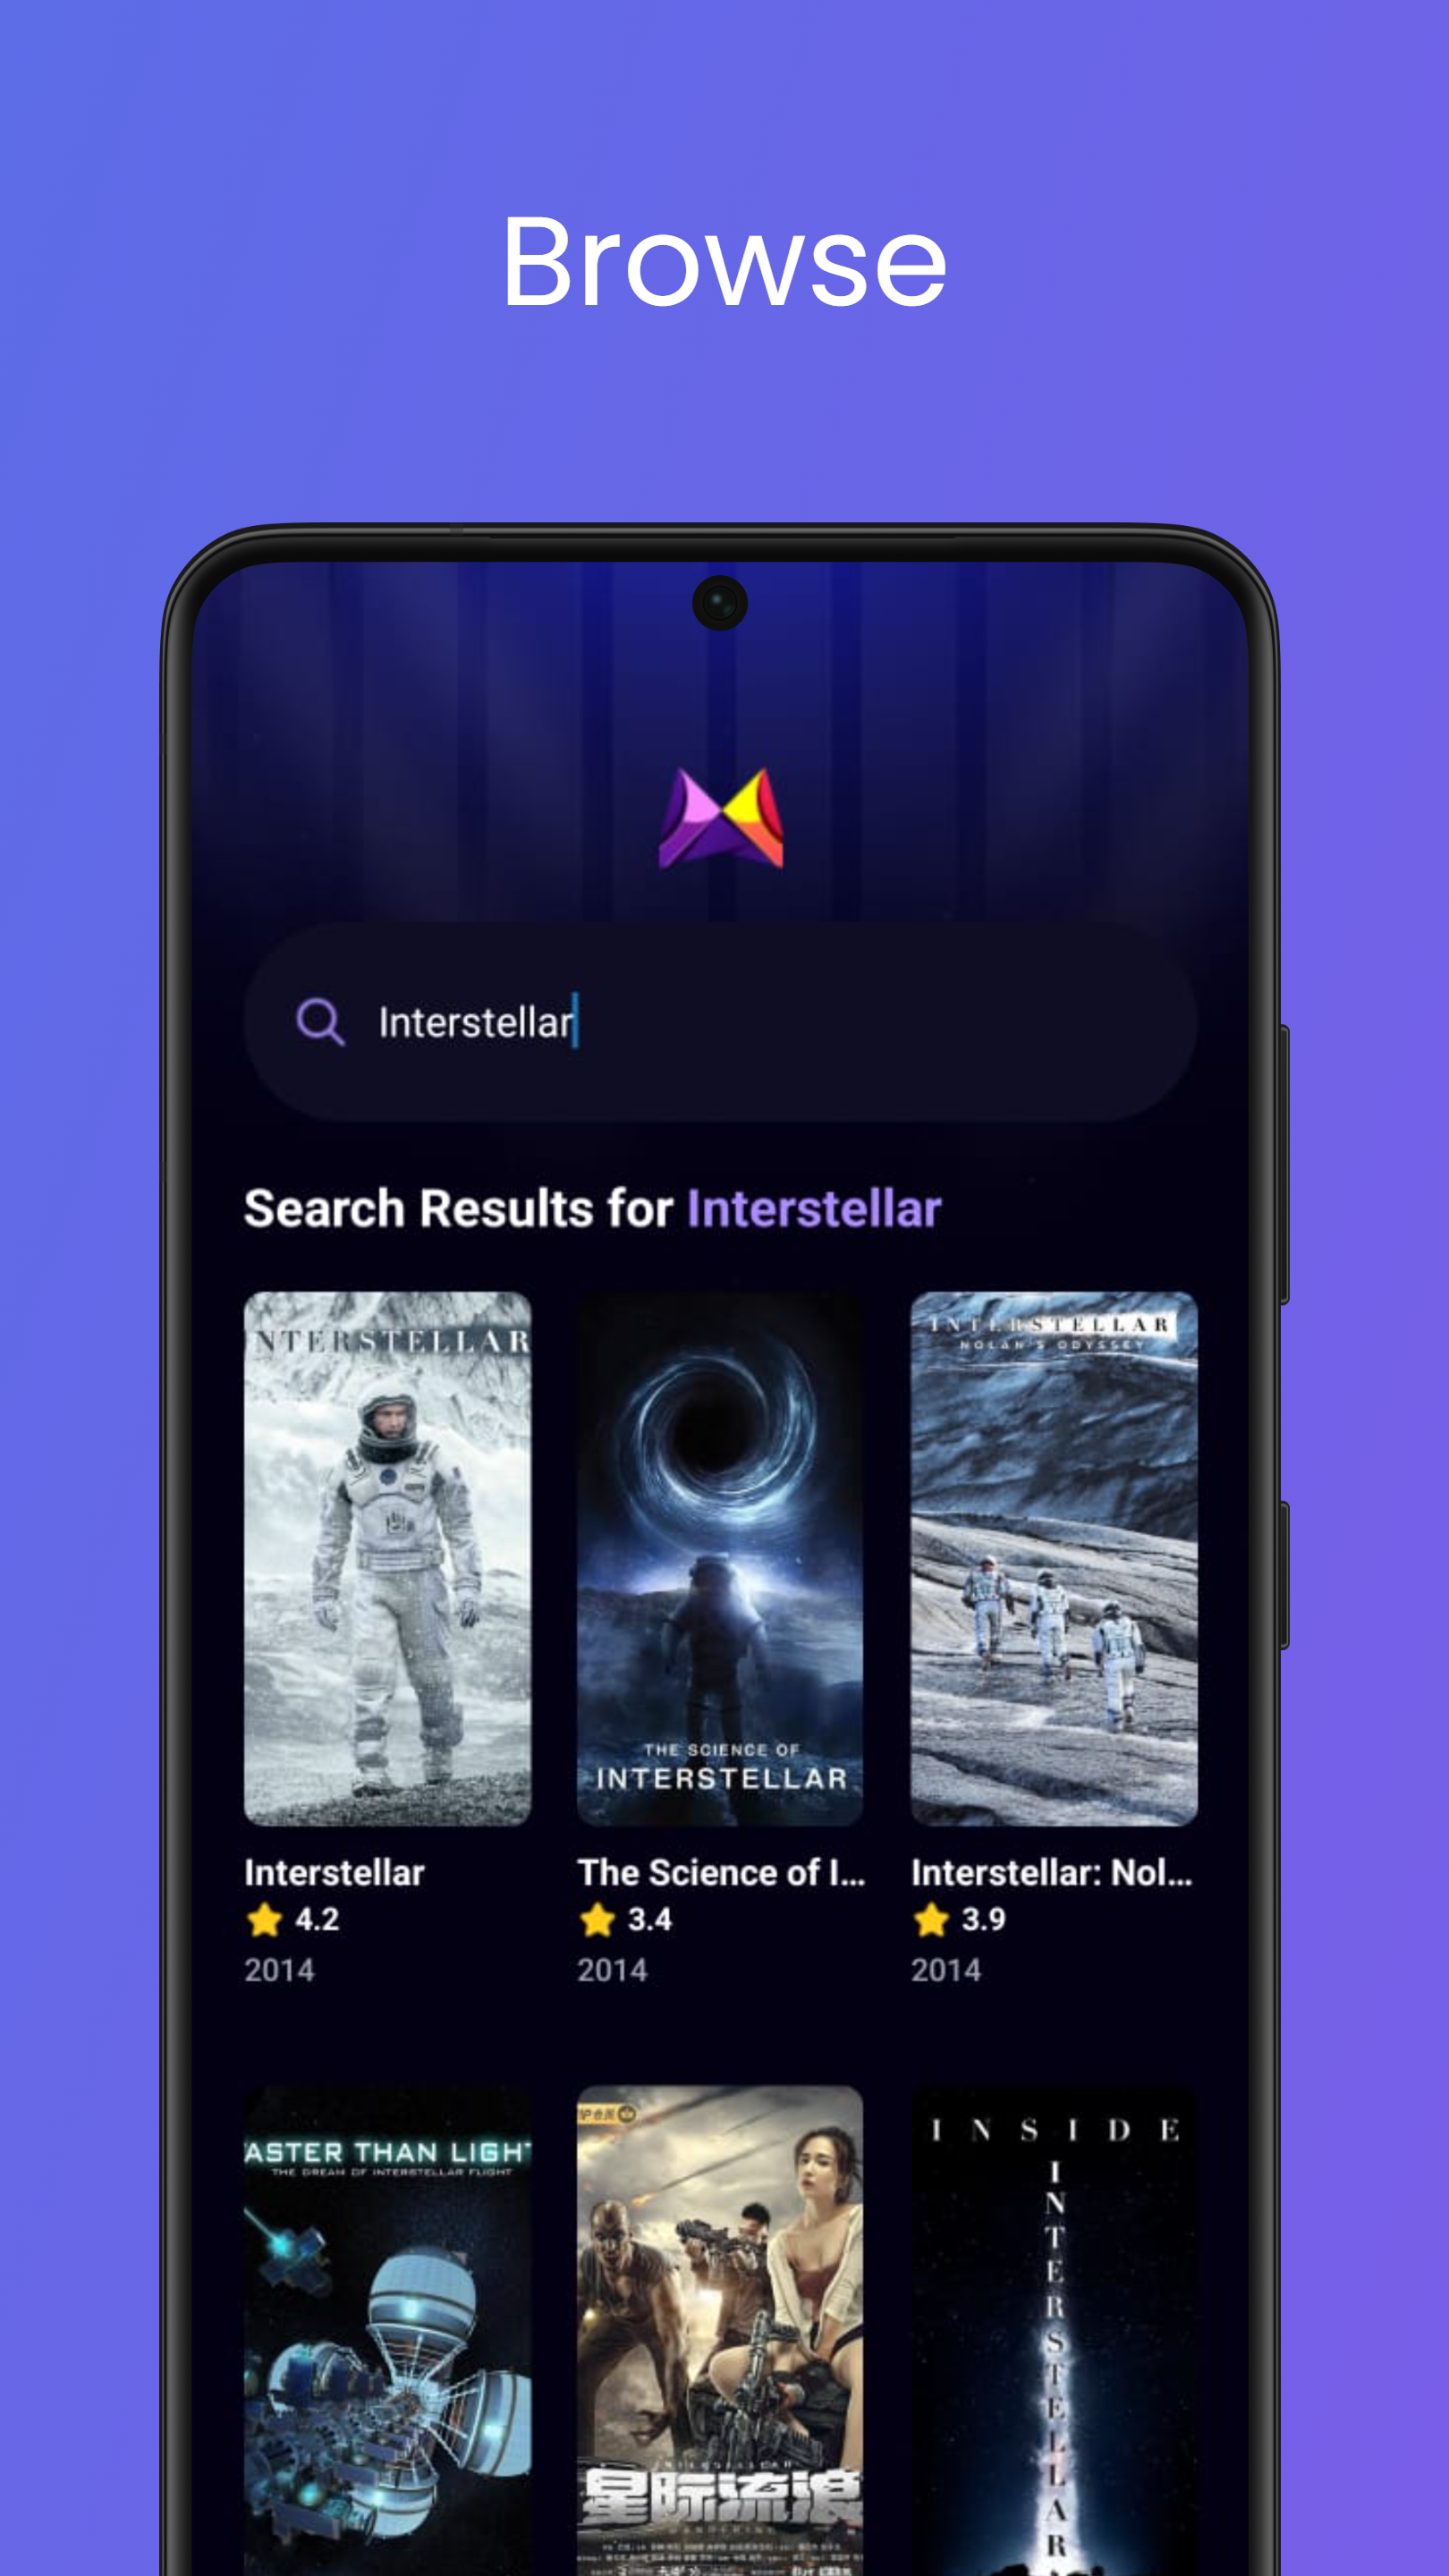 Browse
Interstellar
Search Results for Interstellar
NTERSTELLAR
THE SCIENCE OF
INTERSTELLAR
INTERSTELLAR
NOLAN'S ODYSSEY
Interstellar
The Science of I...
Interstellar: Nol...
4.2
3.4
3.9
2014
2014
2014
ASTER THAN LIGHT
THE DREAM OF INTERSTELLAR FLIGHT
星际流浪
INSIDE
INTERSTELLAR